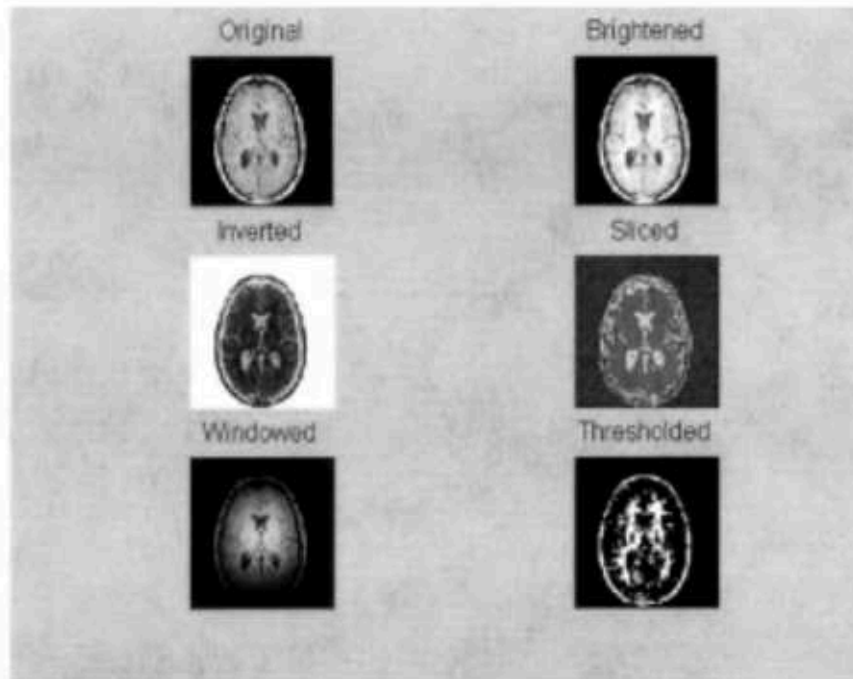 Original
Brightened
Inverted
Sliced
Windowed
Thresholded